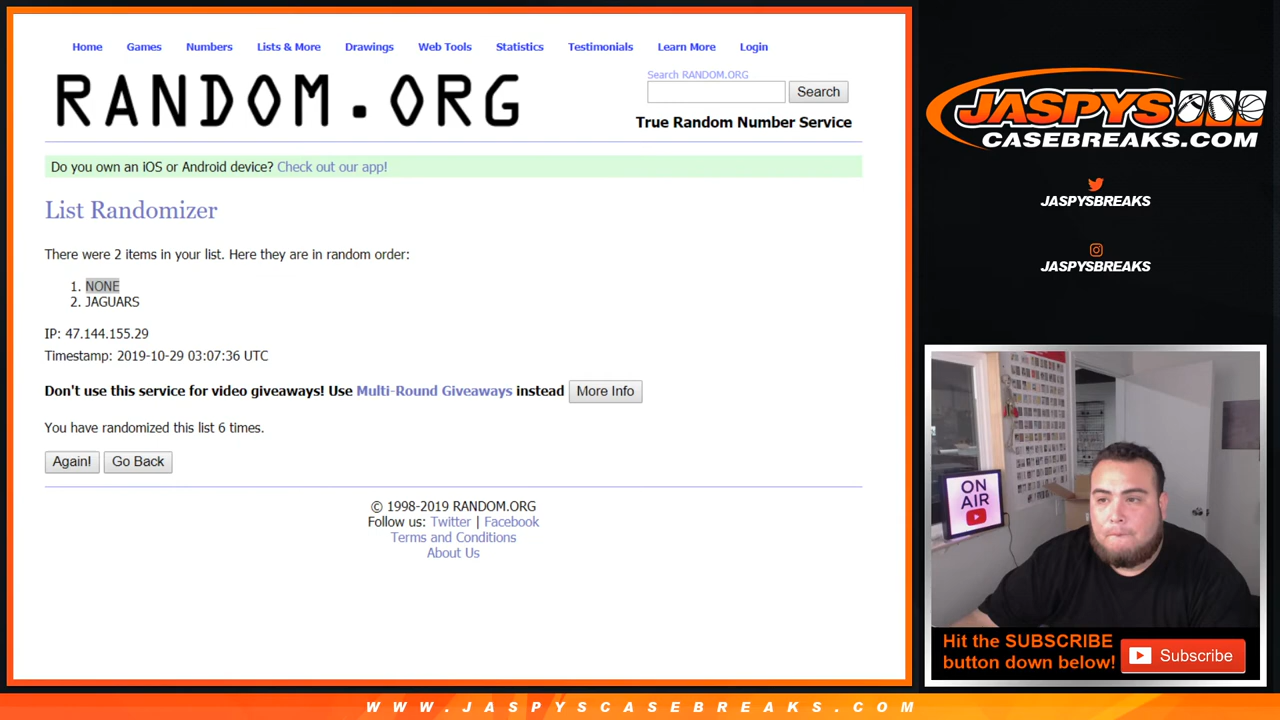 Home Games Numbers Lists & More Drawings Web Tools Statistics Testimonials Learn More Login
RANDOM.ORG
Search RANDOM.ORG
Search
True Random Number Service
Do you own an iOS or Android device? Check out our app!
List Randomizer
There were 2 items in your list. Here they are in random order:
1. NONE
2. JAGUARS
IP: 47.144.155.29
Timestamp: 2019-10-29 03:07:36 UTC
Don't use this service for video giveaways! Use Multi-Round Giveaways instead More Info
You have randomized this list 6 times.
Again! Go Back
© 1998-2019 RANDOM.ORG
Follow us: Twitter | Facebook
Terms and Conditions
About Us
JASPYS
CASEBREAKS.COM
JASPYSBREAKS
JASPYSBREAKS
ON
AIR
Hit the SUBSCRIBE
button down below!
Subscribe
WWW.JASPYSCASEBREAKS.COM